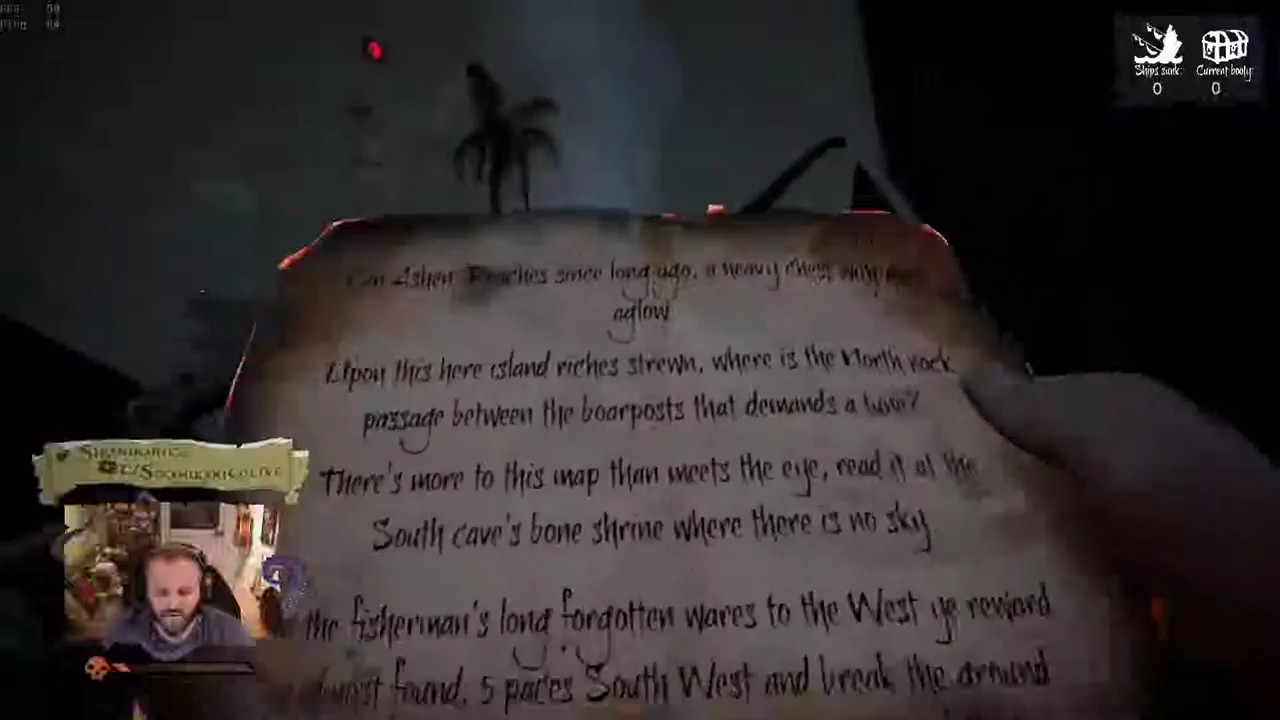 50
Ships sunk:
Current booty:
0
0
On Ashen Reaches since long ago, a heavy chest
aglow
Upon this here island riches strewn, where is the North rock
passage between the boarposts that demands a tune?
There's more to this map than meets the eye, read it at the
South cave's bone shrine where there is no sky
the fisherman's long forgotten wares to the West ye reward
found, 5 paces South West and break the ground